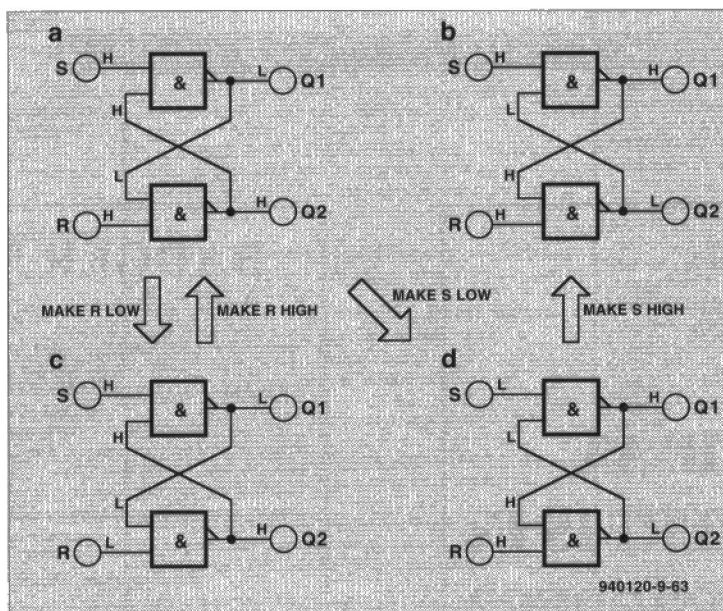 a
b
S H & L Q1
S H & H Q1
H
L
L
H
R H & H Q2
R H & L Q2
MAKE R LOW
MAKE R HIGH
MAKE S LOW
MAKE S HIGH
c
d
S H & L Q1
S L & H Q1
H
L
L
H
R L & H Q2
R H & L Q2
940120-9-63